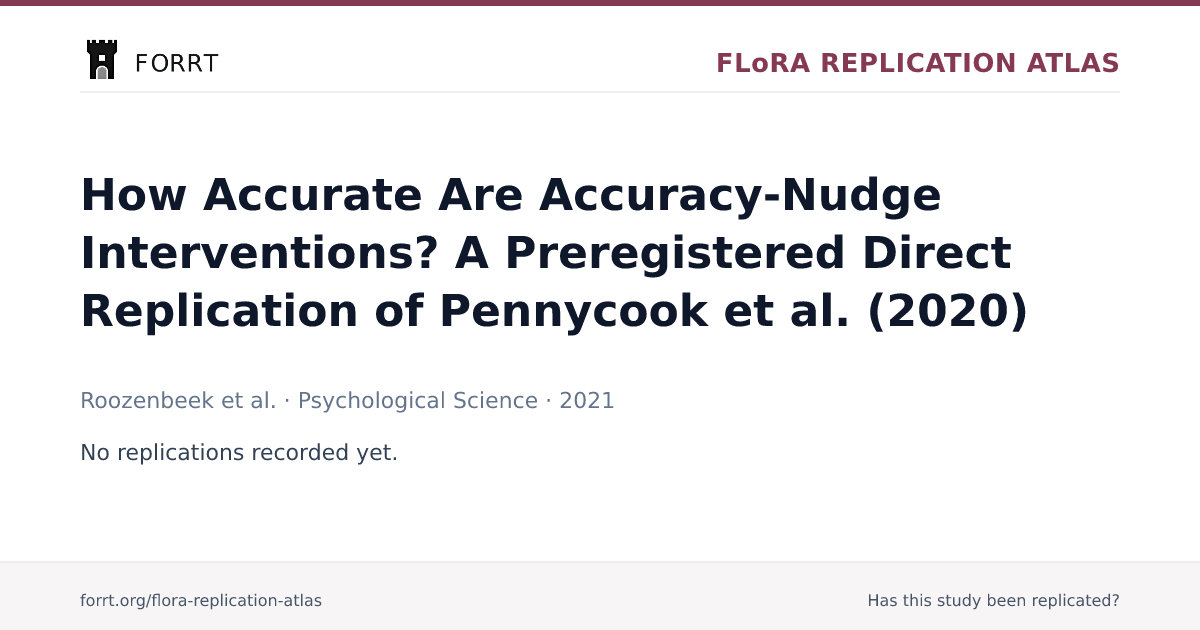 FORRT
FLoRA REPLICATION ATLAS
How Accurate Are Accuracy-Nudge
Interventions? A Preregistered Direct
Replication of Pennycook et al. (2020)
Roozenbeek et al. · Psychological Science · 2021
No replications recorded yet.
forrt.org/flora-replication-atlas
Has this study been replicated?